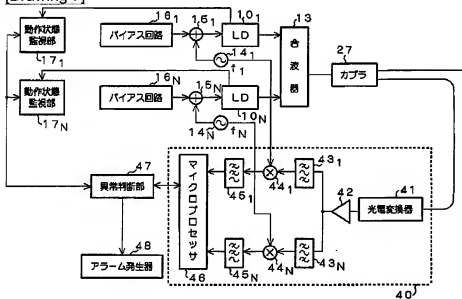 [Drawing 7]
動作状態
監視部
17₁
動作状態
監視部
17N
バイアス回路
16₁
15₁
LD
10₁
14₁
f₁
バイアス回路
16N
15N
LD
10N
14N
fN
合波器
13
カプラ
27
異常判断部
47
アラーム発生器
48
マイクロプロセッサ
46
45₁
44₁
43₁
45N
44N
43N
42
光電変換器
41
40